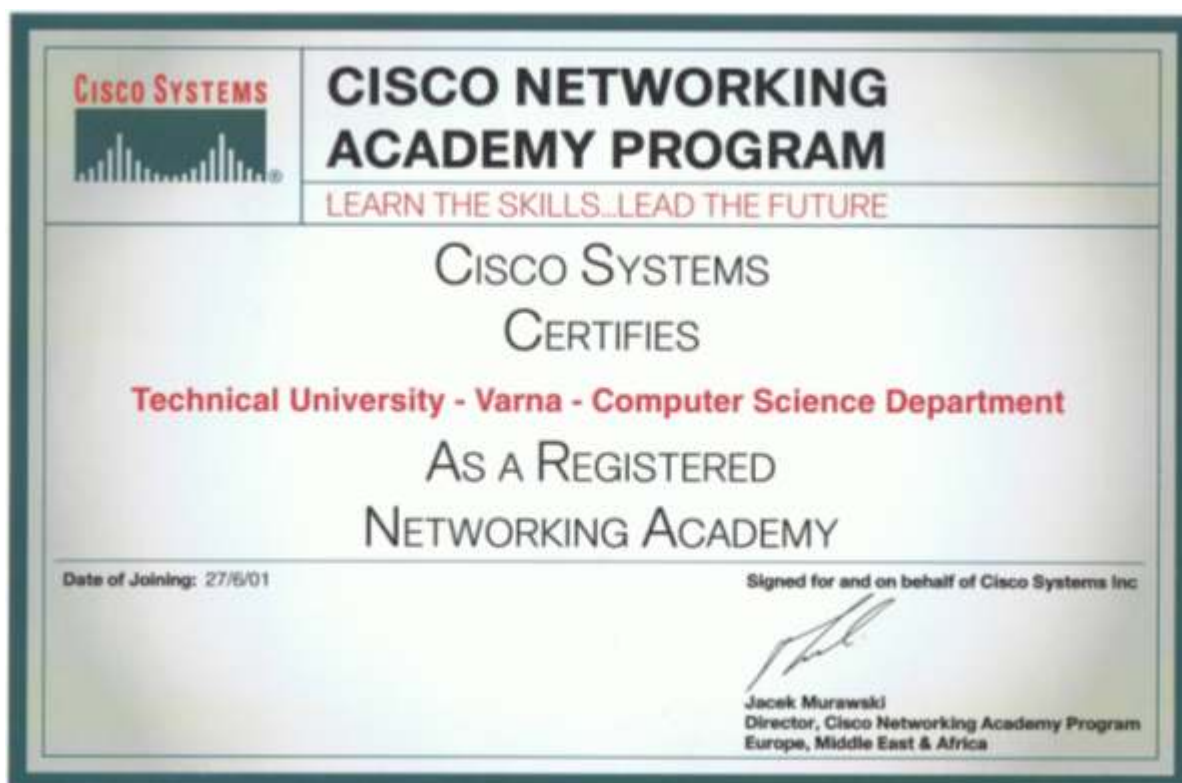 CISCO SYSTEMS
®
CISCO NETWORKING
ACADEMY PROGRAM
LEARN THE SKILLS...LEAD THE FUTURE
CISCO SYSTEMS
CERTIFIES
Technical University - Varna - Computer Science Department
AS A REGISTERED
NETWORKING ACADEMY
Date of Joining: 27/6/01
Signed for and on behalf of Cisco Systems Inc
Jacek Murawski
Director, Cisco Networking Academy Program
Europe, Middle East & Africa